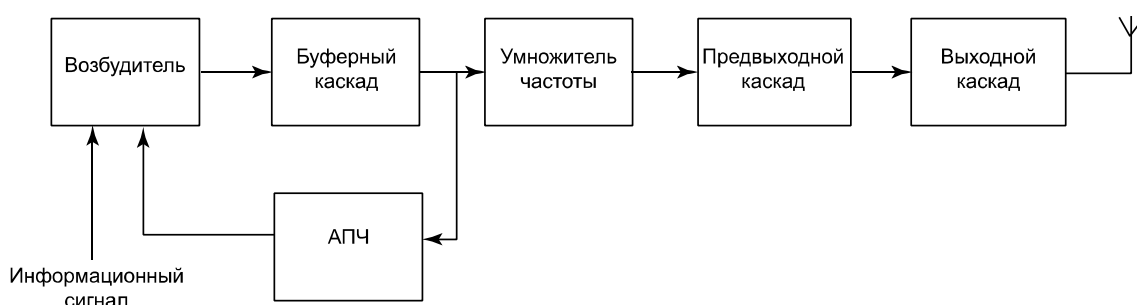 Возбудитель
Буферный
каскад
Умножитель
частоты
Предвыходной
каскад
Выходной
каскад
АПЧ
Информационный
сигнал